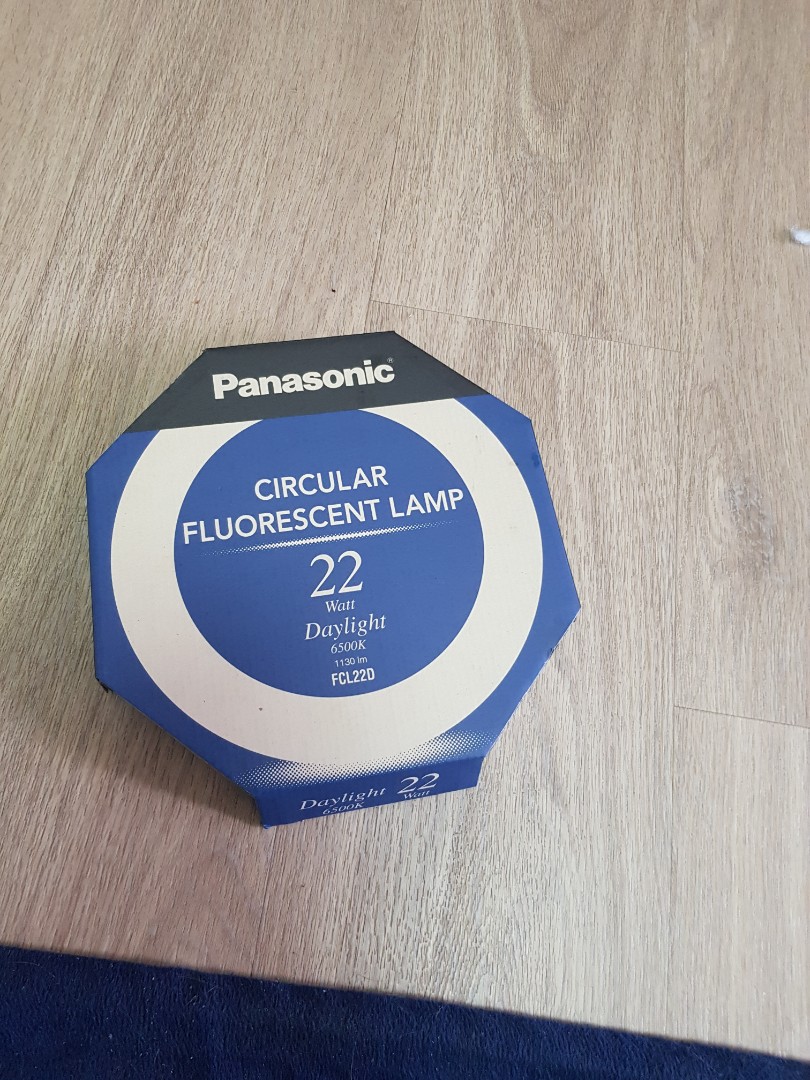 Panasonic®
CIRCULAR
FLUORESCENT LAMP
22
Watt
Daylight
6500K
1130 lm
FCL22D
Daylight 22
6500K Watt